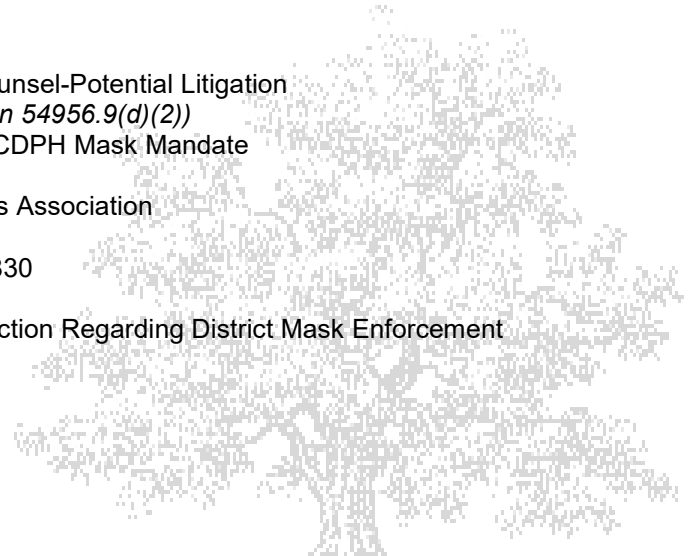 unsel-Potential Litigation
n 54956.9(d)(2))
CDPH Mask Mandate
s Association
330
ction Regarding District Mask Enforcement